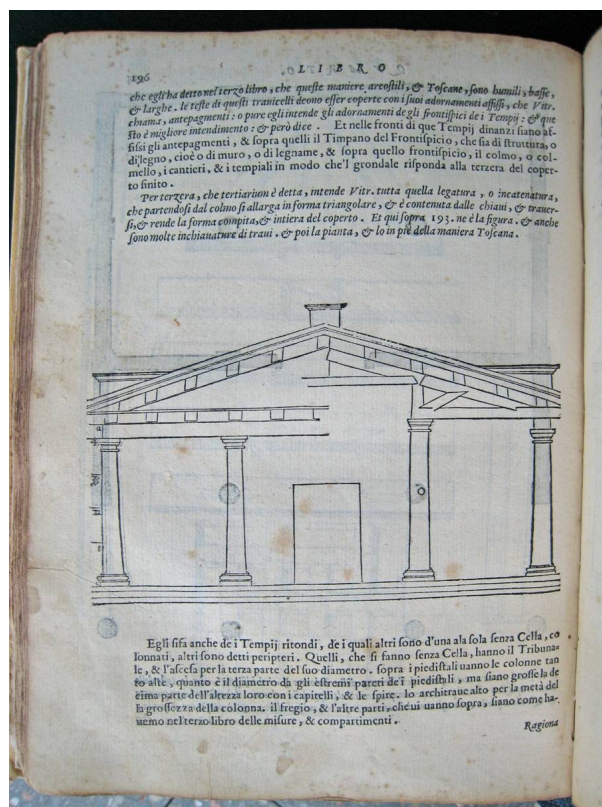 196
LIBRO
che egli ha detto nel terzo libro, che queste maniere areostili, & Toscane, sono humili, basse,
& larghe. le teste di questi tranicelli deono esser coperte con i suoi adornamenti affissi, che Vitr.
chiama, antepagmenti: o pure egli intende gli adornamenti de gli frontispici de i Tempij: & que
sto è migliore intendimento: & però dice. Et nelle fronti di que Tempij dinanzi siano af-
fissi gli antepagmenti, & sopra quelli il Timpano del Frontispicio, che sia di struttura, o
di legno, cioè o di muro, o di legname, & sopra quello frontispicio, il colmo, o col-
mello, i cantieri, & i templali in modo che'l grondale risponda alla terzera del coper-
to finito.
Per terzera, che tertiarium è detta, intende Vitr. tutta quella legatura, o incatenatura,
che partendosi dal colmo si allarga in forma triangolare, & è contenuta dalle chiaui, & trauer-
si, & rende la forma compita, & intiera del coperto. Et qui sopra 193. ne è la figura. & anche
sono molte inchianature di traui. & poi la pianta, & lo in piè della maniera Toscana.
Egli si fa anche de i Tempij ritondi, de i quali altri sono d'una ala sola senza Cella, co
lonnati, altri sono detti peripteri. Quelli, che si fanno senza Cella, hanno il Tribuna-
le, & l'ascesa per la terza parte del suo diametro. sopra i piedistali uanno le colonne tan
to alte, quanto è il diametro da gli estremi pareti de i piedistali, ma siano grosse la de
cima parte dell'altezza loro con i capitelli, & le spire. lo architraue alto per la metà del
la grossezza della colonna. il fregio, & l'altre parti, che ui uanno sopra, siano come ha-
uemo nel terzo libro delle misure, & compartimenti.
Ragiona